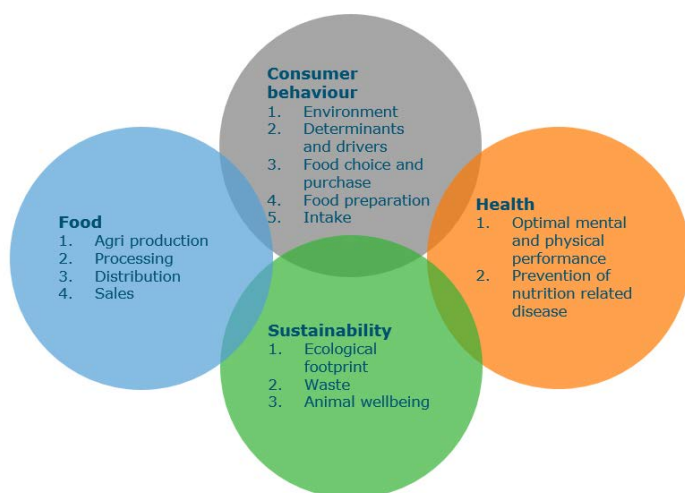 Consumer
behaviour
1. Environment
2. Determinants
and drivers
3. Food choice and
purchase
4. Food preparation
5. Intake
Food
1. Agri production
2. Processing
3. Distribution
4. Sales
Health
1. Optimal mental
and physical
performance
2. Prevention of
nutrition related
disease
Sustainability
1. Ecological
footprint
2. Waste
3. Animal wellbeing